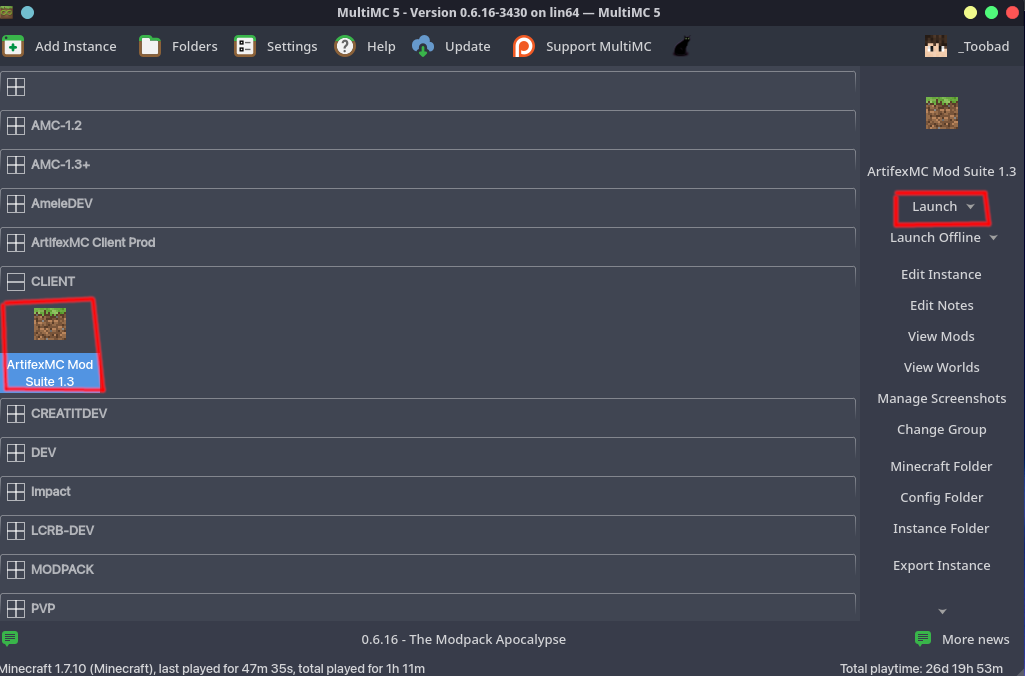 MultiMC 5 - Version 0.6.16-3430 on lin64 — MultiMC 5
Add Instance Folders Settings Help Update Support MultiMC _Toobad
AMC-1.2
AMC-1.3+
AmeleDEV
ArtifexMC Client Prod
CLIENT
ArtifexMC Mod
Suite 1.3
CREATITDEV
DEV
Impact
LCRB-DEV
MODPACK
PVP
ArtifexMC Mod Suite 1.3
Launch
Launch Offline
Edit Instance
Edit Notes
View Mods
View Worlds
Manage Screenshots
Change Group
Minecraft Folder
Config Folder
Instance Folder
Export Instance
0.6.16 - The Modpack Apocalypse
More news
Minecraft 1.7.10 (Minecraft), last played for 47m 35s, total played for 1h 11m
Total playtime: 26d 19h 53m